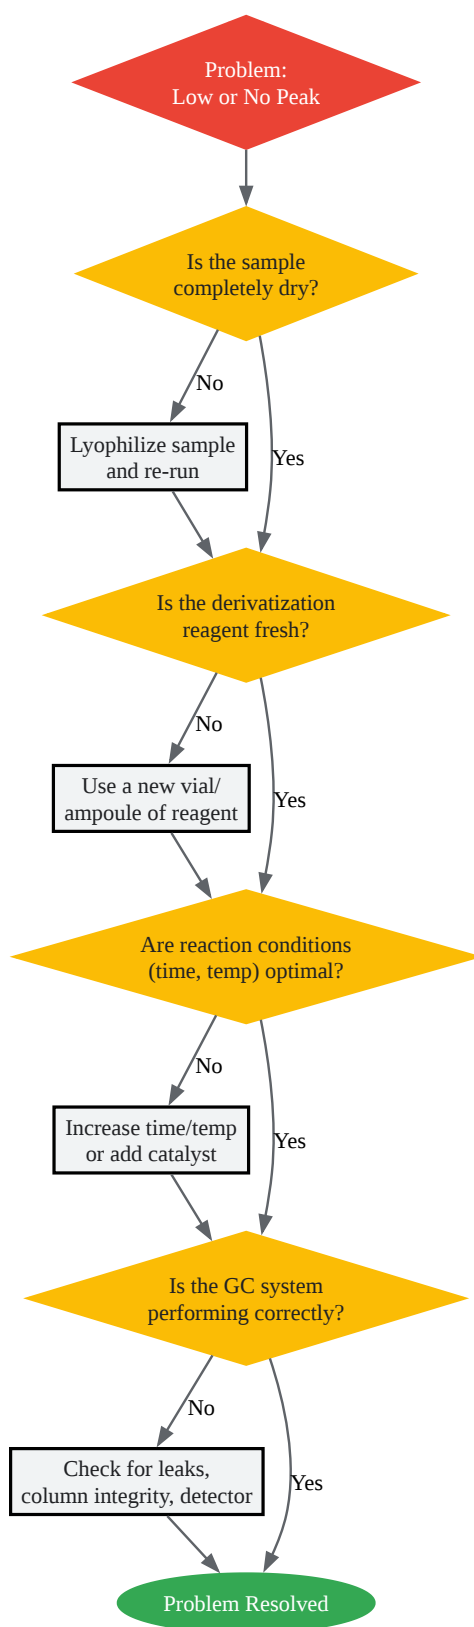 Problem:
Low or No Peak
Is the sample
completely dry?
No
Lyophilize sample
and re-run
Yes
Is the derivatization
reagent fresh?
No
Use a new vial/
ampoule of reagent
Yes
Are reaction conditions
(time, temp) optimal?
No
Increase time/temp
or add catalyst
Yes
Is the GC system
performing correctly?
No
Check for leaks,
column integrity, detector
Yes
Problem Resolved